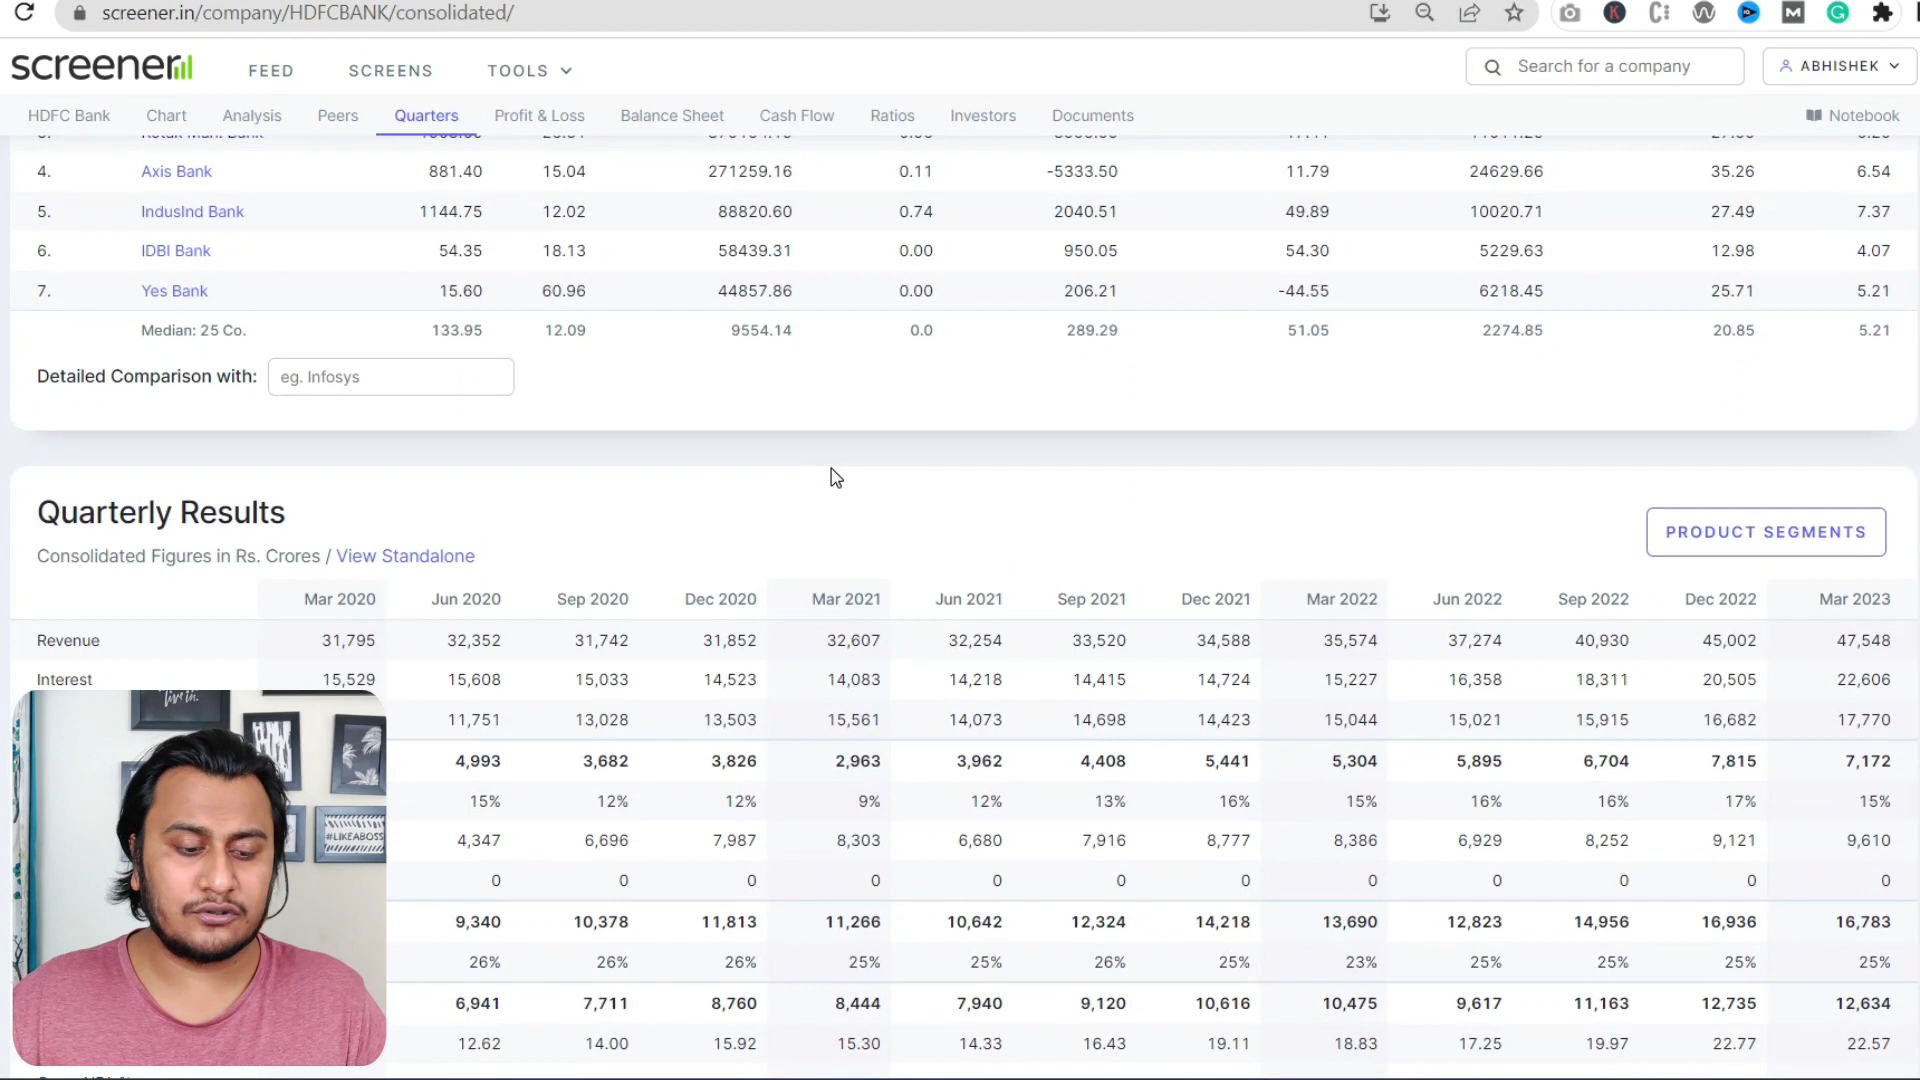 screener.in/company/HDFCBANK/consolidated/
screener
FEED SCREENS TOOLS
Search for a company
ABHISHEK
HDFC Bank Chart Analysis Peers Quarters Profit & Loss Balance Sheet Cash Flow Ratios Investors Documents Notebook
4. Axis Bank 881.40 15.04 271259.16 0.11 -5333.50 11.79 24629.66 35.26 6.54
5. IndusInd Bank 1144.75 12.02 88820.60 0.74 2040.51 49.89 10020.71 27.49 7.37
6. IDBI Bank 54.35 18.13 58439.31 0.00 950.05 54.30 5229.63 12.98 4.07
7. Yes Bank 15.60 60.96 44857.86 0.00 206.21 -44.55 6218.45 25.71 5.21
Median: 25 Co. 133.95 12.09 9554.14 0.0 289.29 51.05 2274.85 20.85 5.21
Detailed Comparison with: eg. Infosys
Quarterly Results
PRODUCT SEGMENTS
Consolidated Figures in Rs. Crores / View Standalone
Mar 2020 Jun 2020 Sep 2020 Dec 2020 Mar 2021 Jun 2021 Sep 2021 Dec 2021 Mar 2022 Jun 2022 Sep 2022 Dec 2022 Mar 2023
Revenue 31,795 32,352 31,742 31,852 32,607 32,254 33,520 34,588 35,574 37,274 40,930 45,002 47,548
Interest 15,529 15,608 15,033 14,523 14,083 14,218 14,415 14,724 15,227 16,358 18,311 20,505 22,606
11,751 13,028 13,503 15,561 14,073 14,698 14,423 15,044 15,021 15,915 16,682 17,770
4,993 3,682 3,826 2,963 3,962 4,408 5,441 5,304 5,895 6,704 7,815 7,172
15% 12% 12% 9% 12% 13% 16% 15% 16% 16% 17% 15%
4,347 6,696 7,987 8,303 6,680 7,916 8,777 8,386 6,929 8,252 9,121 9,610
0 0 0 0 0 0 0 0 0 0 0 0
9,340 10,378 11,813 11,266 10,642 12,324 14,218 13,690 12,823 14,956 16,936 16,783
26% 26% 26% 25% 25% 26% 25% 23% 25% 25% 25% 25%
6,941 7,711 8,760 8,444 7,940 9,120 10,616 10,475 9,617 11,163 12,735 12,634
12.62 14.00 15.92 15.30 14.33 16.43 19.11 18.83 17.25 19.97 22.77 22.57
live in.
#LIKEABOSS